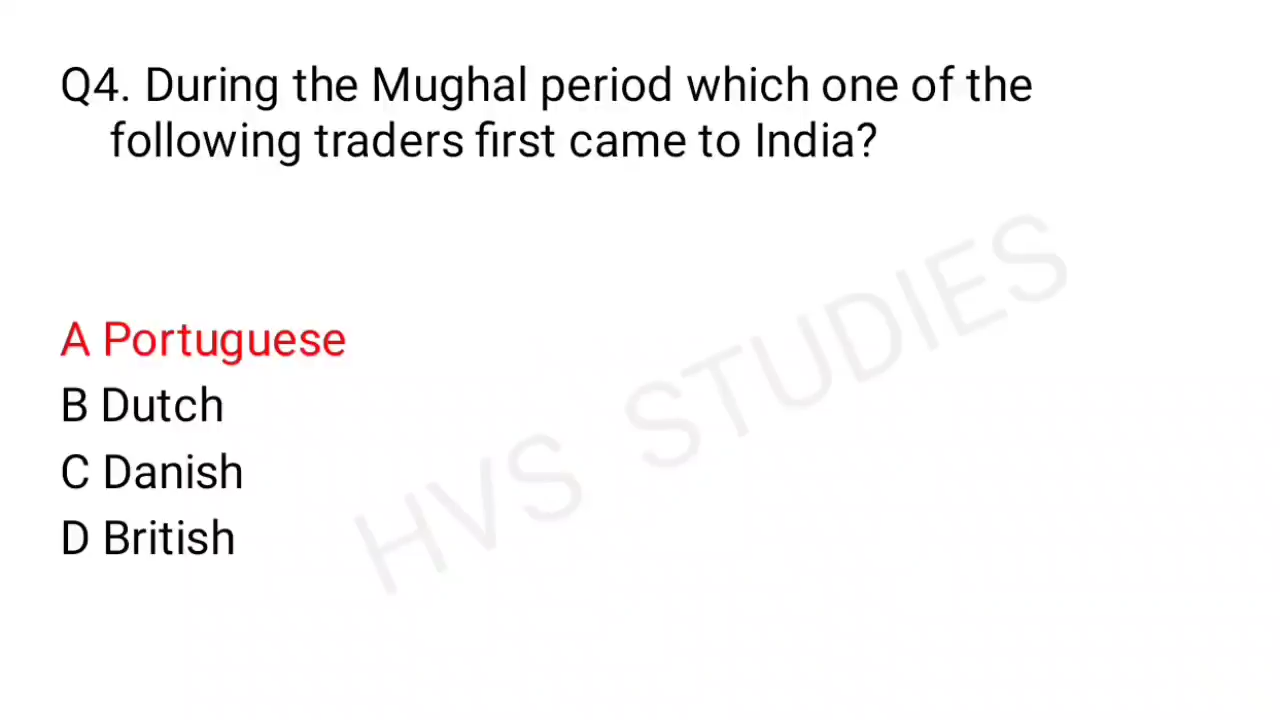 Q4. During the Mughal period which one of the
following traders first came to India?
A Portuguese
B Dutch
C Danish
D British
HVS STUDIES